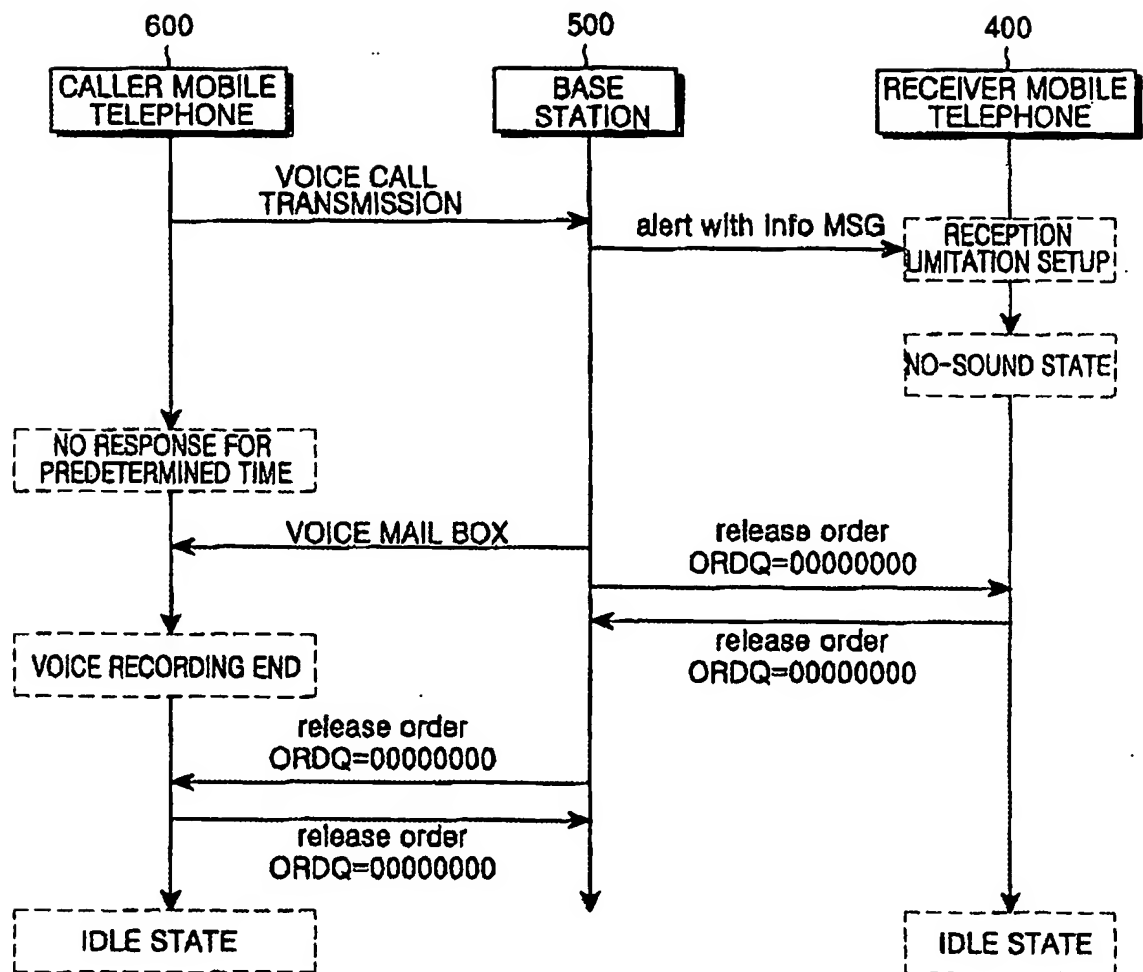 600
500
400
CALLER MOBILE
TELEPHONE
BASE
STATION
RECEIVER MOBILE
TELEPHONE
VOICE CALL
TRANSMISSION
alert with info MSG
RECEPTION
LIMITATION SETUP
NO-SOUND STATE
NO RESPONSE FOR
PREDETERMINED TIME
VOICE MAIL BOX
release order
ORDQ=00000000
release order
ORDQ=00000000
VOICE RECORDING END
release order
ORDQ=00000000
release order
ORDQ=00000000
IDLE STATE
IDLE STATE